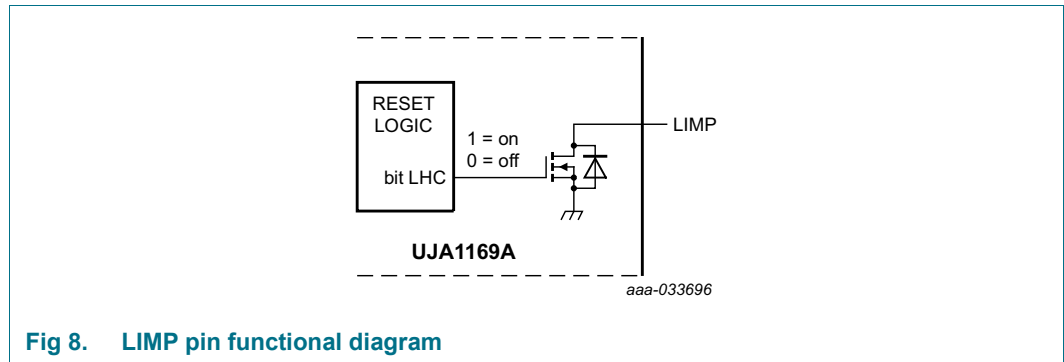 RESET
LOGIC
1 = on
0 = off
bit LHC
LIMP
UJA1169A
aaa-033696
Fig 8. LIMP pin functional diagram